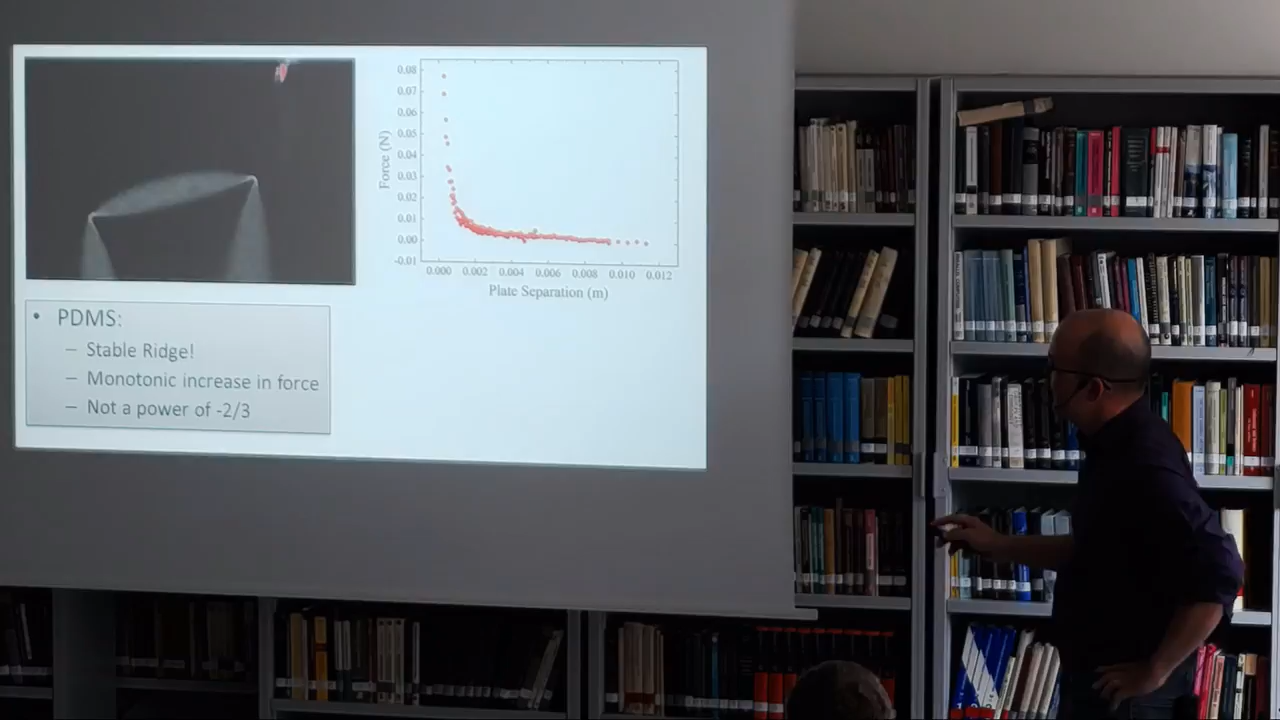 0.08
0.07
0.06
0.05
0.04
0.03
0.02
0.01
0.00
-0.01
Force (N)
0.000 0.002 0.004 0.006 0.008 0.010 0.012
Plate Separation (m)
• PDMS:
– Stable Ridge!
– Monotonic increase in force
– Not a power of -2/3